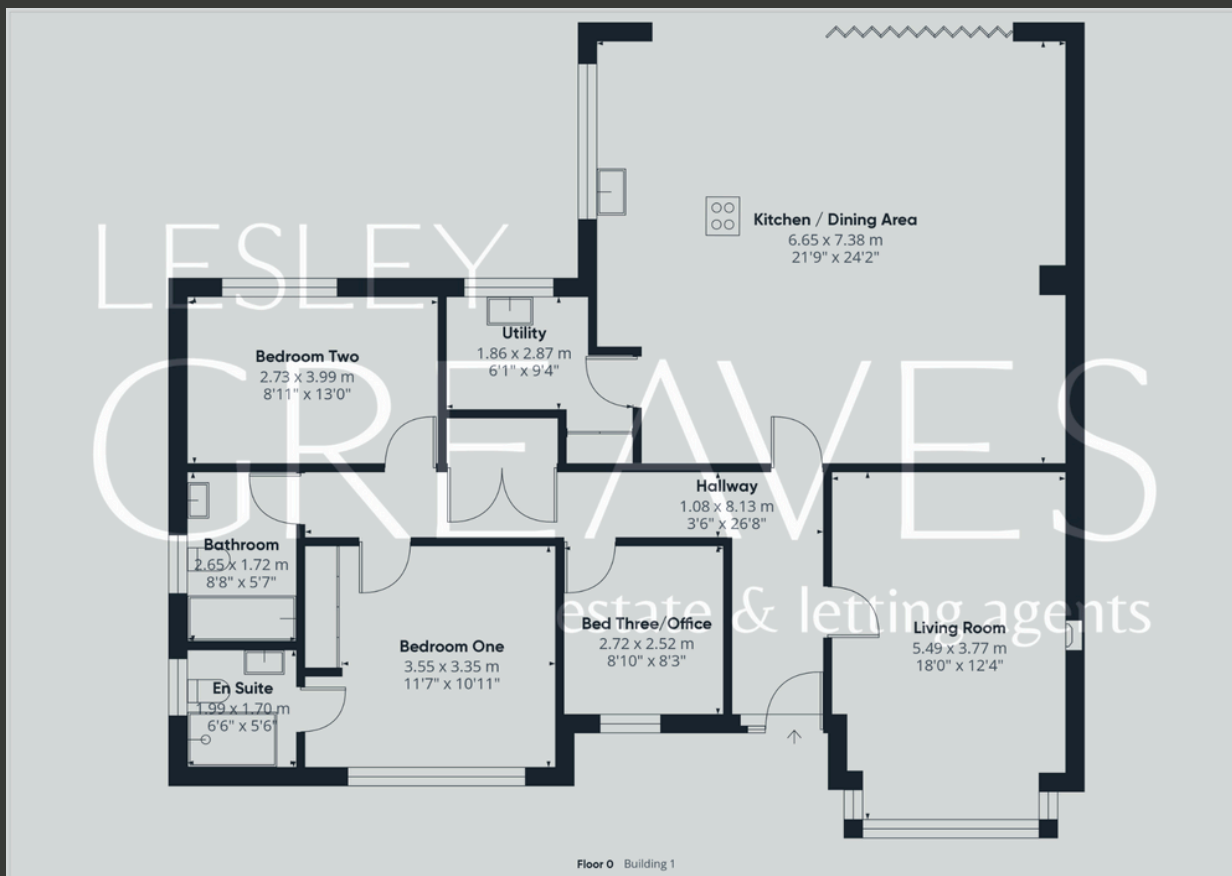 Kitchen / Dining Area
6.65 x 7.38 m
21'9" x 24'2"
LESLEY
GREAVES
estate & letting agents
Utility
1.86 x 2.87 m
6'1" x 9'4"
Bedroom Two
2.73 x 3.99 m
8'11" x 13'0"
Hallway
1.08 x 8.13 m
3'6" x 26'8"
Bathroom
2.65 x 1.72 m
8'8" x 5'7"
Bed Three/Office
2.72 x 2.52 m
8'10" x 8'3"
Living Room
5.49 x 3.77 m
18'0" x 12'4"
Bedroom One
3.55 x 3.35 m
11'7" x 10'11"
En Suite
1.99 x 1.70 m
6'6" x 5'6"
Floor 0 Building 1